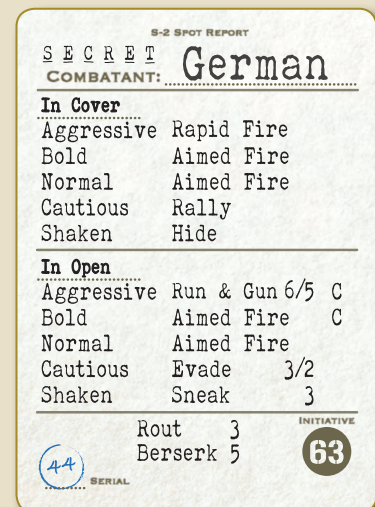 S-2 SPOT REPORT
SECRET
COMBATANT: German
In Cover
Aggressive Rapid Fire
Bold Aimed Fire
Normal Aimed Fire
Cautious Rally
Shaken Hide
In Open
Aggressive Run & Gun 6/5 C
Bold Aimed Fire C
Normal Aimed Fire
Cautious Evade 3/2
Shaken Sneak 3
Rout 3
Berserk 5
INITIATIVE
63
44 SERIAL